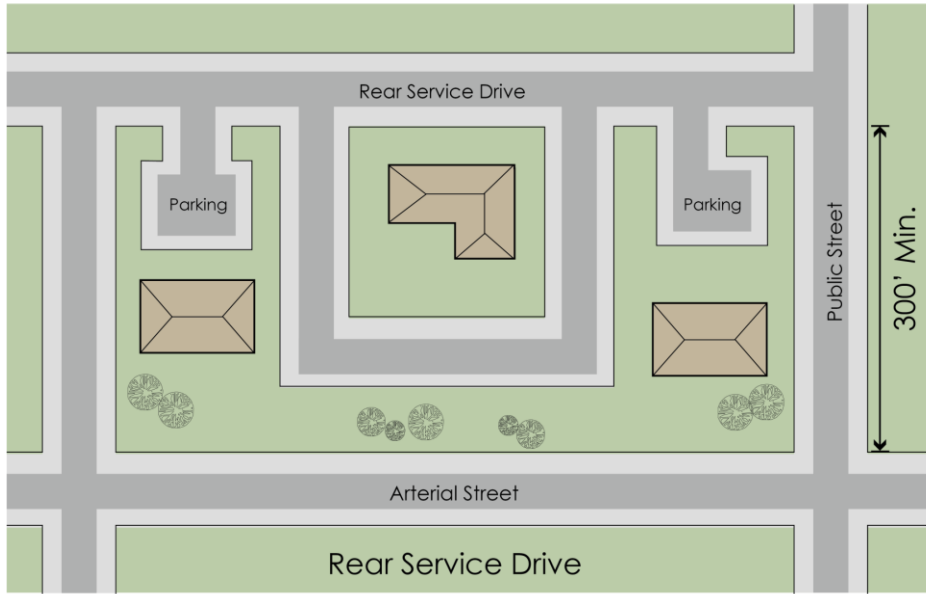 Rear Service Drive
Parking
Parking
Public Street
300' Min.
Arterial Street
Rear Service Drive